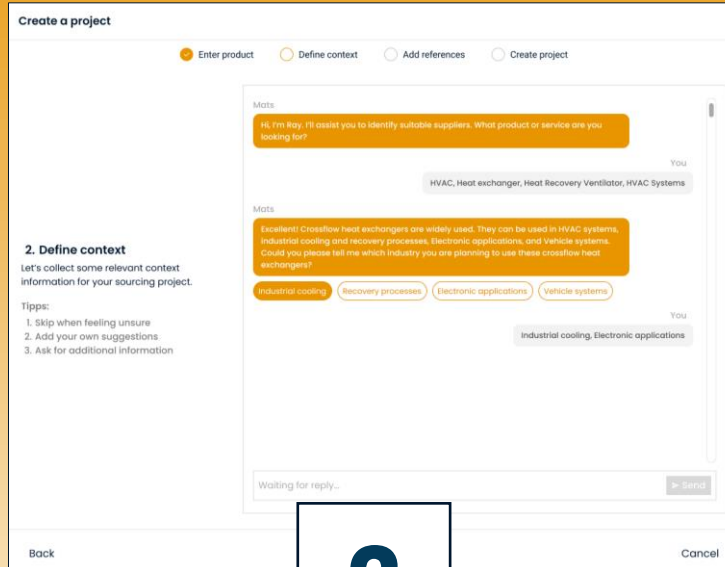 Create a project
Enter product
Define context
Add references
Create project
2. Define context
Let's collect some relevant context
information for your sourcing project.
Tipps:
1. Skip when feeling unsure
2. Add your own suggestions
3. Ask for additional information
Mats
Hi, I'm Ray. I'll assist you to identify suitable suppliers. What product or service are you
looking for?
You
HVAC, Heat exchanger, Heat Recovery Ventilator, HVAC Systems
Mats
Excellent! Crossflow heat exchangers are widely used. They can be used in HVAC systems,
Industrial cooling and recovery processes, Electronic applications, and Vehicle systems.
Could you please tell me which industry you are planning to use these crossflow heat
exchangers?
Industrial cooling
Recovery processes
Electronic applications
Vehicle systems
You
Industrial cooling, Electronic applications
Waiting for reply...
Send
Back
Cancel